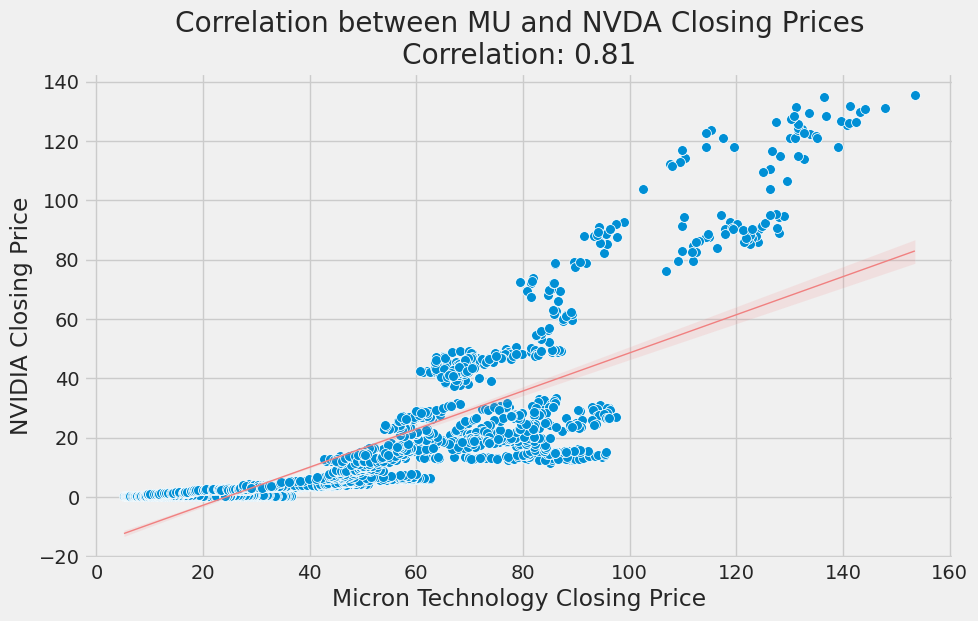 Correlation between MU and NVDA Closing Prices
Correlation: 0.81
140
120
100
80
60
40
20
0
−20
NVIDIA Closing Price
0 20 40 60 80 100 120 140 160
Micron Technology Closing Price